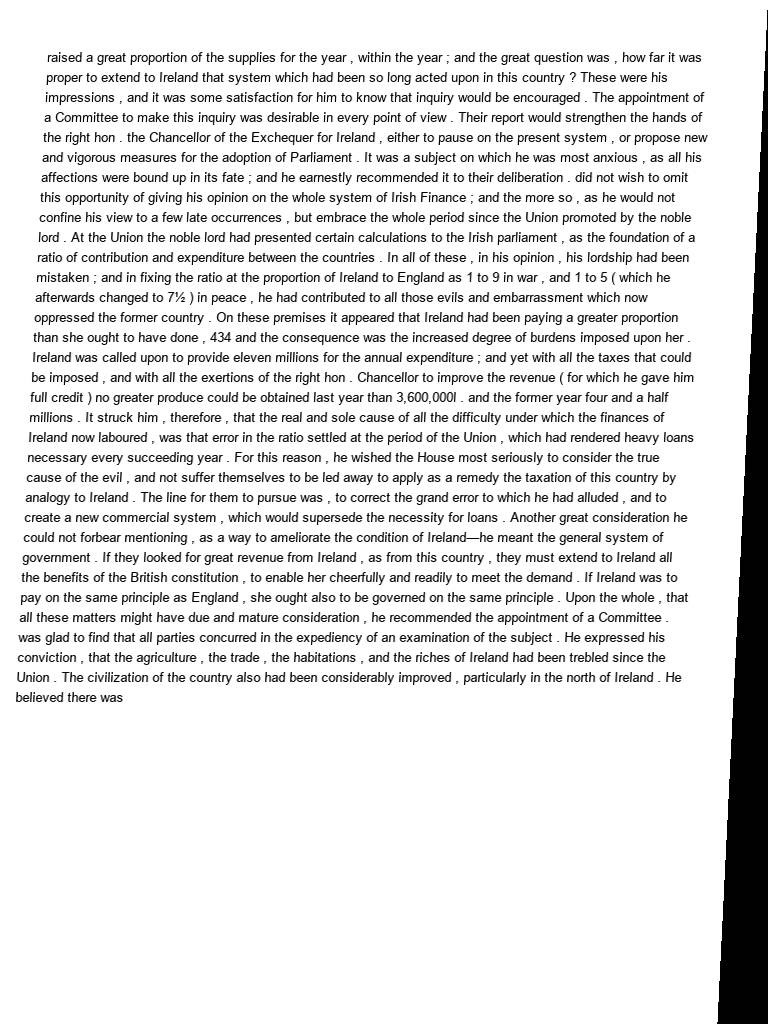 raised a great proportion of the supplies for the year , within the year ; and the great question was , how far it was
proper to extend to Ireland that system which had been so long acted upon in this country ? These were his
impressions , and it was some satisfaction for him to know that inquiry would be encouraged . The appointment of
a Committee to make this inquiry was desirable in every point of view . Their report would strengthen the hands of
the right hon . the Chancellor of the Exchequer for Ireland , either to pause on the present system , or propose new
and vigorous measures for the adoption of Parliament . It was a subject on which he was most anxious , as all his
affections were bound up in its fate ; and he earnestly recommended it to their deliberation . did not wish to omit
this opportunity of giving his opinion on the whole system of Irish Finance ; and the more so , as he would not
confine his view to a few late occurrences , but embrace the whole period since the Union promoted by the noble
lord . At the Union the noble lord had presented certain calculations to the Irish parliament , as the foundation of a
ratio of contribution and expenditure between the countries . In all of these , in his opinion , his lordship had been
mistaken ; and in fixing the ratio at the proportion of Ireland to England as 1 to 9 in war , and 1 to 5 ( which he
afterwards changed to 7½ ) in peace , he had contributed to all those evils and embarrassment which now
oppressed the former country . On these premises it appeared that Ireland had been paying a greater proportion
than she ought to have done , 434 and the consequence was the increased degree of burdens imposed upon her .
Ireland was called upon to provide eleven millions for the annual expenditure ; and yet with all the taxes that could
be imposed , and with all the exertions of the right hon . Chancellor to improve the revenue ( for which he gave him
full credit ) no greater produce could be obtained last year than 3,600,000l . and the former year four and a half
millions . It struck him , therefore , that the real and sole cause of all the difficulty under which the finances of
Ireland now laboured , was that error in the ratio settled at the period of the Union , which had rendered heavy loans
necessary every succeeding year . For this reason , he wished the House most seriously to consider the true
cause of the evil , and not suffer themselves to be led away to apply as a remedy the taxation of this country by
analogy to Ireland . The line for them to pursue was , to correct the grand error to which he had alluded , and to
create a new commercial system , which would supersede the necessity for loans . Another great consideration he
could not forbear mentioning , as a way to ameliorate the condition of Ireland—he meant the general system of
government . If they looked for great revenue from Ireland , as from this country , they must extend to Ireland all
the benefits of the British constitution , to enable her cheerfully and readily to meet the demand . If Ireland was to
pay on the same principle as England , she ought also to be governed on the same principle . Upon the whole , that
all these matters might have due and mature consideration , he recommended the appointment of a Committee .
was glad to find that all parties concurred in the expediency of an examination of the subject . He expressed his
conviction , that the agriculture , the trade , the habitations , and the riches of Ireland had been trebled since the
Union . The civilization of the country also had been considerably improved , particularly in the north of Ireland . He
believed there was